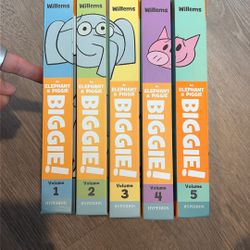 Willems
An
ELEPHANT
& PIGGIE
BIGGIE!
Volume
1
HYPERION
Willems
An
ELEPHANT
& PIGGIE
BIGGIE!
Volume
2
HYPERION
Willems
An
ELEPHANT
& PIGGIE
BIGGIE!
Volume
3
HYPERION
Willems
An
ELEPHANT
& PIGGIE
BIGGIE!
Volume
4
HYPERION
Willems
An
ELEPHANT
& PIGGIE
BIGGIE!
Volume
5
HYPERION